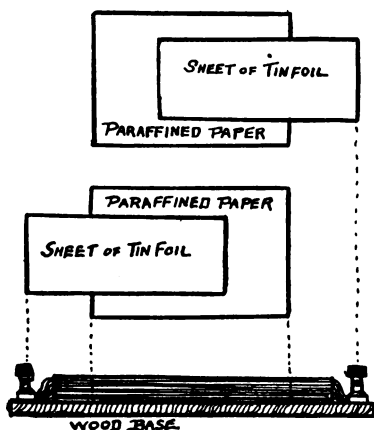 SHEET OF TINFOIL
PARAFFINED PAPER
PARAFFINED PAPER
SHEET OF TIN FOIL
WOOD BASE